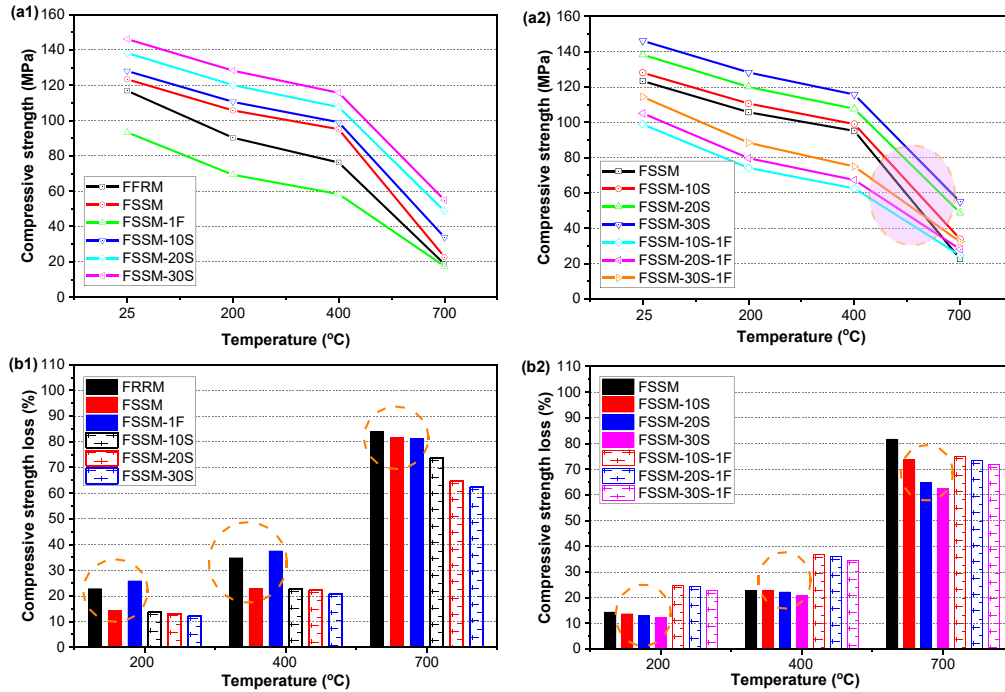 (a1)
Compressive strength (MPa)
160
140
120
100
80
60
40
20
0
FFRM
FSSM
FSSM-1F
FSSM-10S
FSSM-20S
FSSM-30S
25
200
400
700
Temperature (°C)
(a2)
Compressive strength (MPa)
160
140
120
100
80
60
40
20
0
FSSM
FSSM-10S
FSSM-20S
FSSM-30S
FSSM-10S-1F
FSSM-20S-1F
FSSM-30S-1F
25
200
400
700
Temperature (°C)
(b1)
Compressive strength loss (%)
110
100
90
80
70
60
50
40
30
20
10
0
FRRM
FSSM
FSSM-1F
FSSM-10S
FSSM-20S
FSSM-30S
200
400
700
Temperature (°C)
(b2)
Compressive strength loss (%)
110
100
90
80
70
60
50
40
30
20
10
0
FSSM
FSSM-10S
FSSM-20S
FSSM-30S
FSSM-10S-1F
FSSM-20S-1F
FSSM-30S-1F
200
400
700
Temperature (°C)